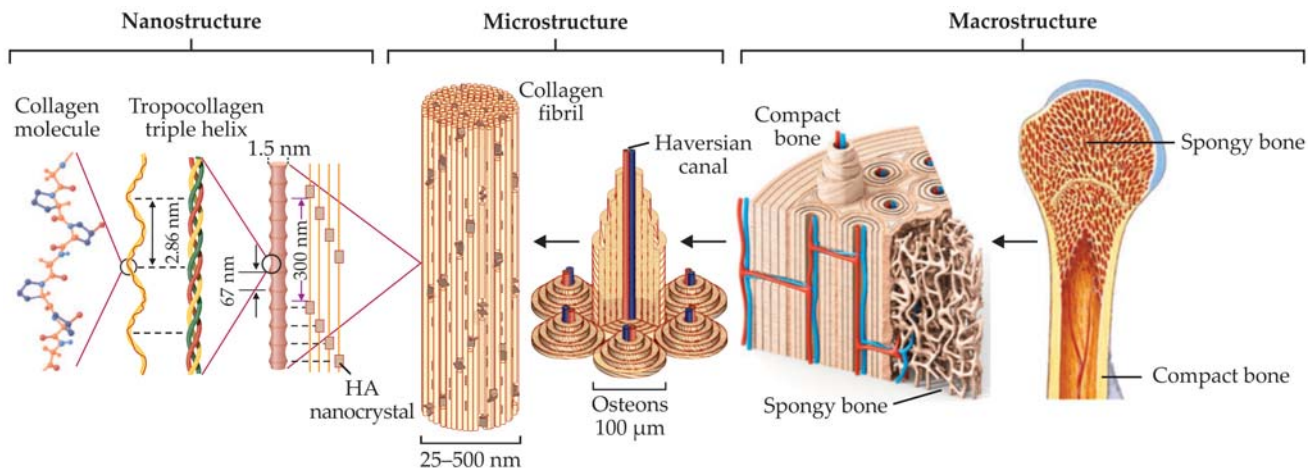 Nanostructure
Microstructure
Macrostructure
Collagen
molecule
Tropocollagen
triple helix
2.86 nm
1.5 nm
67 nm
300 nm
HA
nanocrystal
Collagen
fibril
25–500 nm
Haversian
canal
Osteons
100 μm
Compact
bone
Spongy bone
Spongy bone
Compact bone